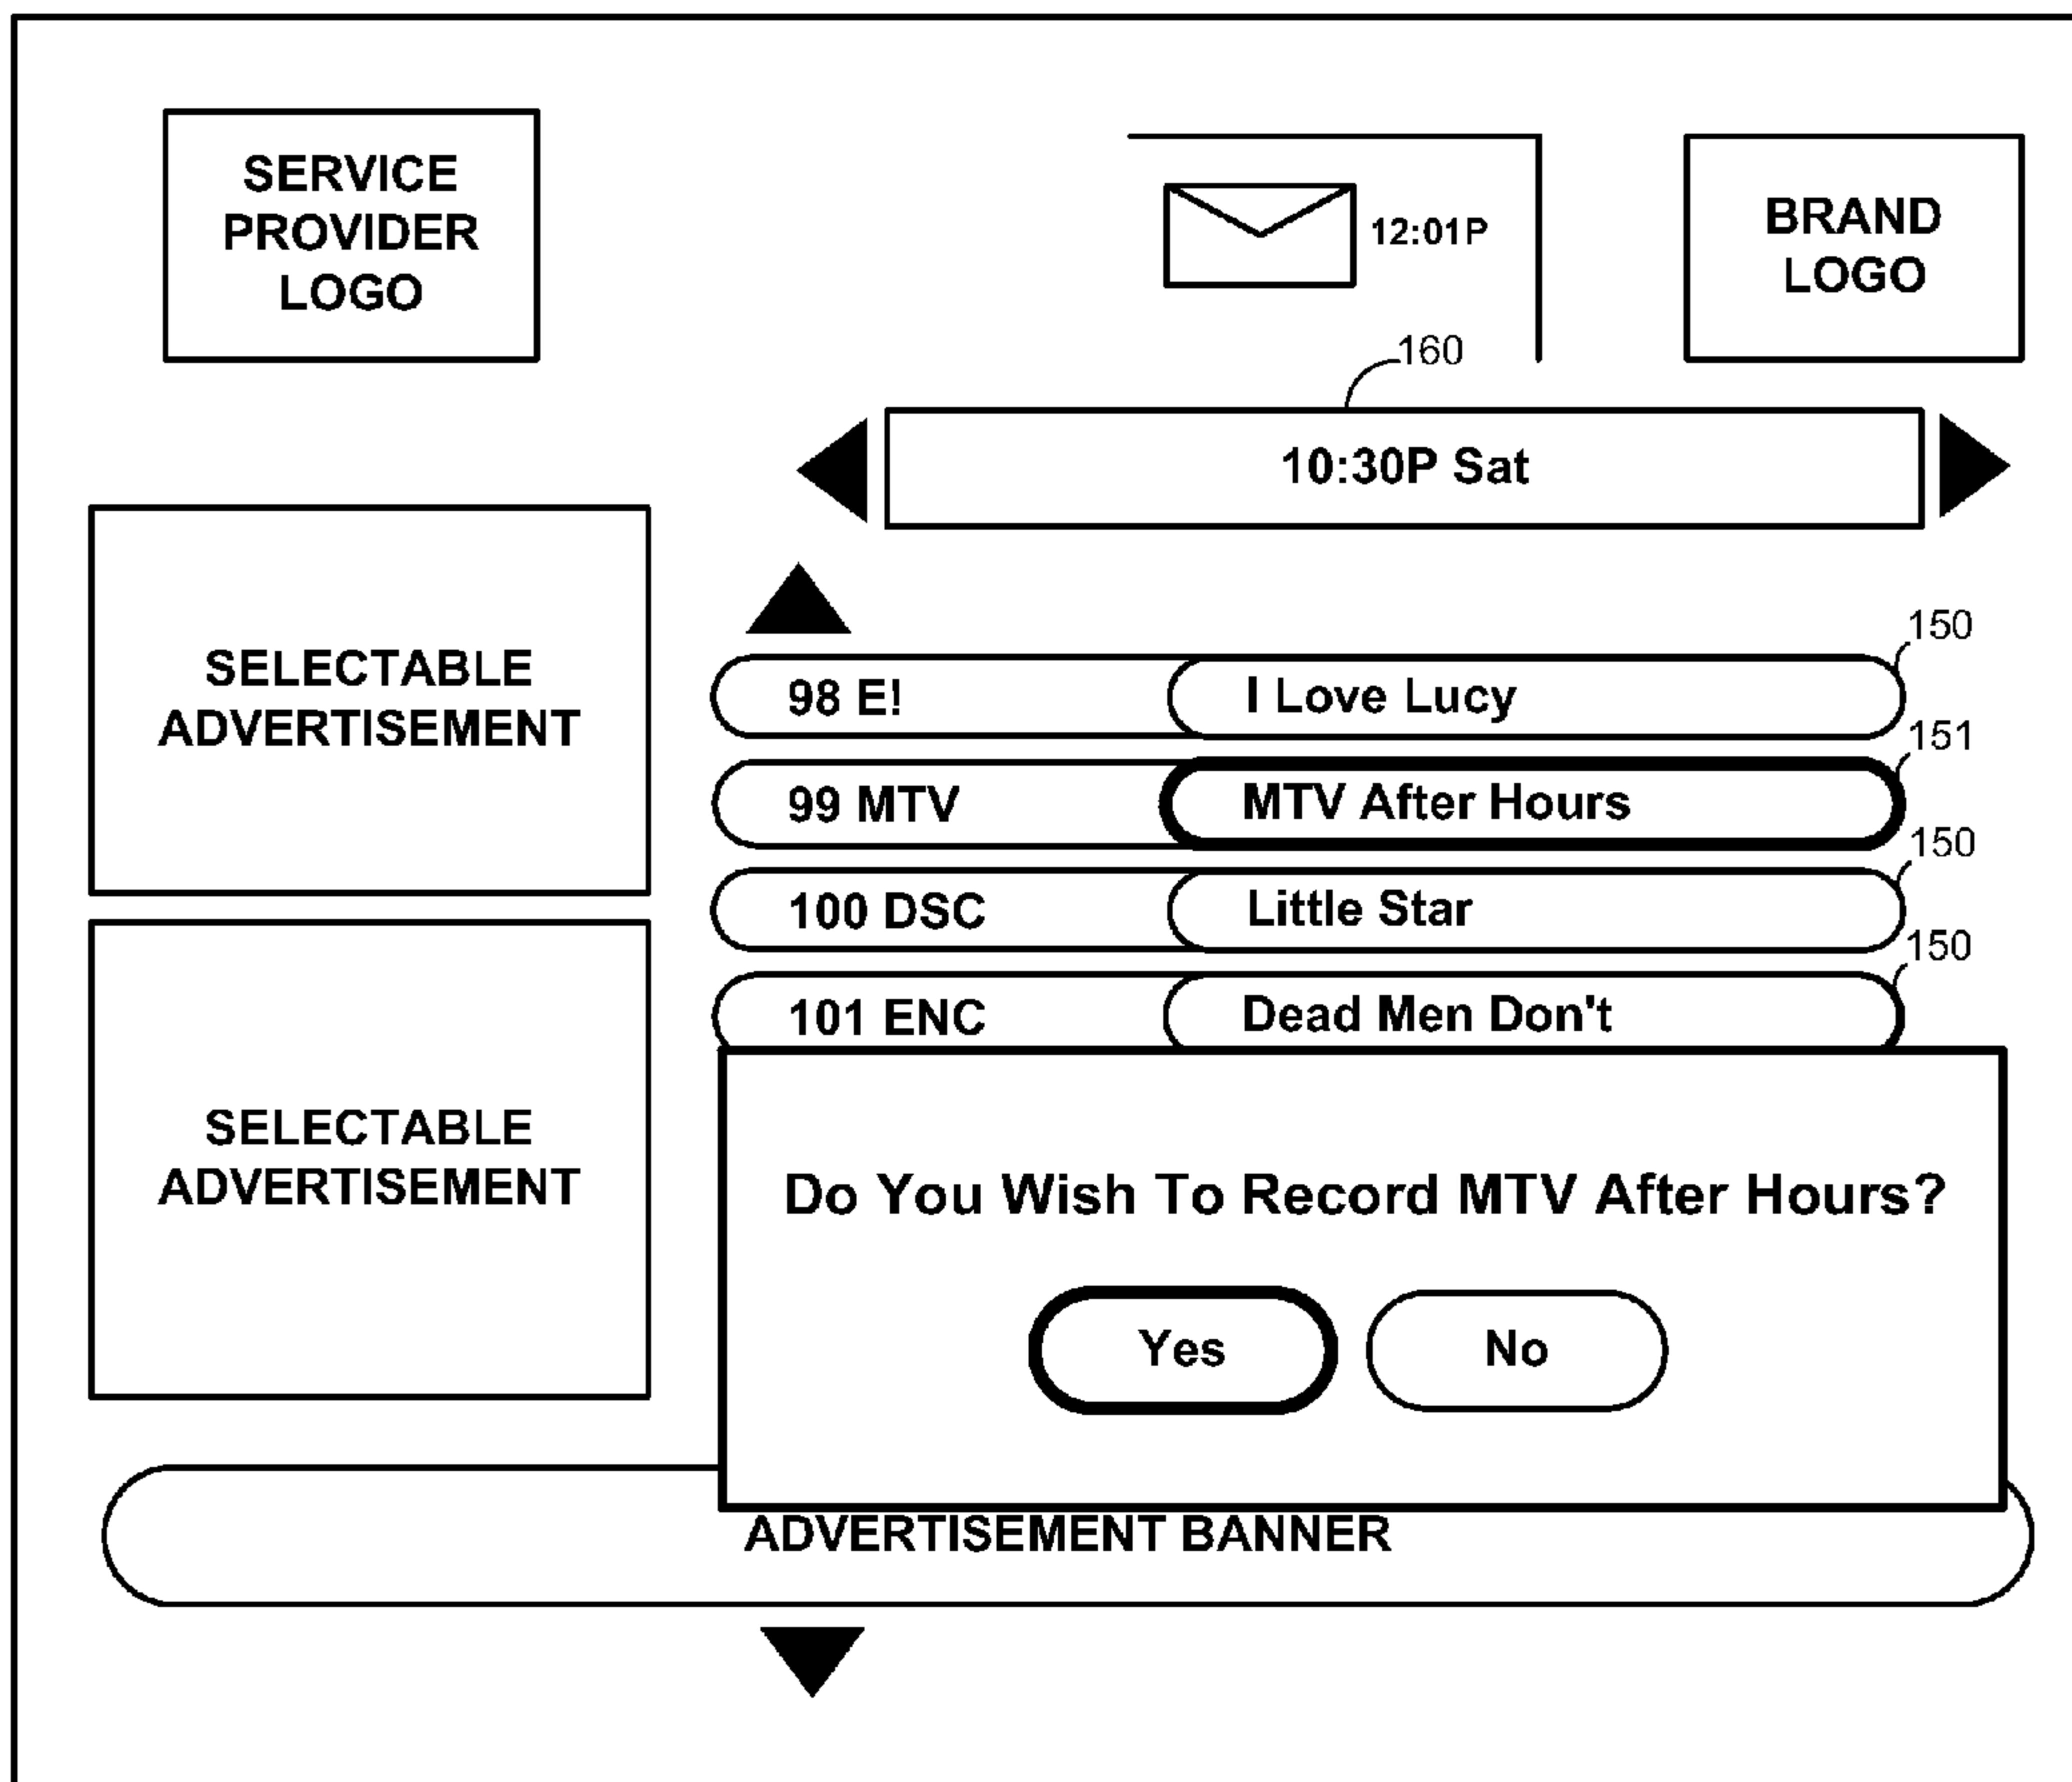 SERVICE
PROVIDER
LOGO
12:01P
BRAND
LOGO
160
10:30P Sat
SELECTABLE
ADVERTISEMENT
150
98 E! I Love Lucy
151
99 MTV MTV After Hours
150
100 DSC Little Star
150
101 ENC Dead Men Don't
SELECTABLE
ADVERTISEMENT
Do You Wish To Record MTV After Hours?
Yes No
ADVERTISEMENT BANNER